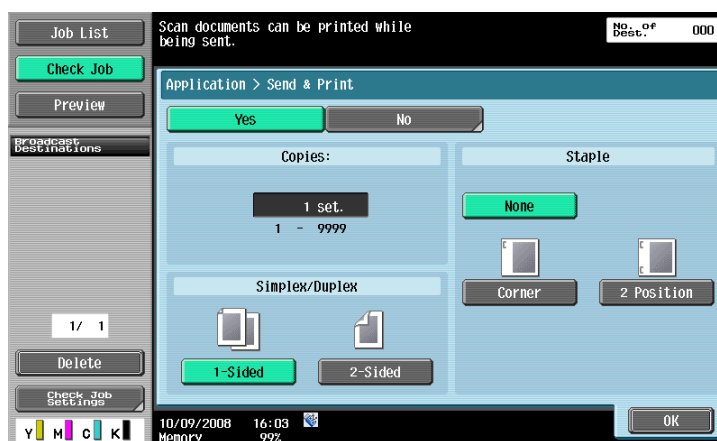 Job List
Check Job
Preview
Broadcast
Destinations
1/ 1
Delete
Check Job
Settings
Y M C K
Scan documents can be printed while
being sent.
No. of
Dest. 000
Application > Send & Print
Yes No
Copies:
1 set.
1 - 9999
Simplex/Duplex
1-Sided 2-Sided
Staple
None
Corner 2 Position
10/09/2008 16:03
Memory 99%
OK